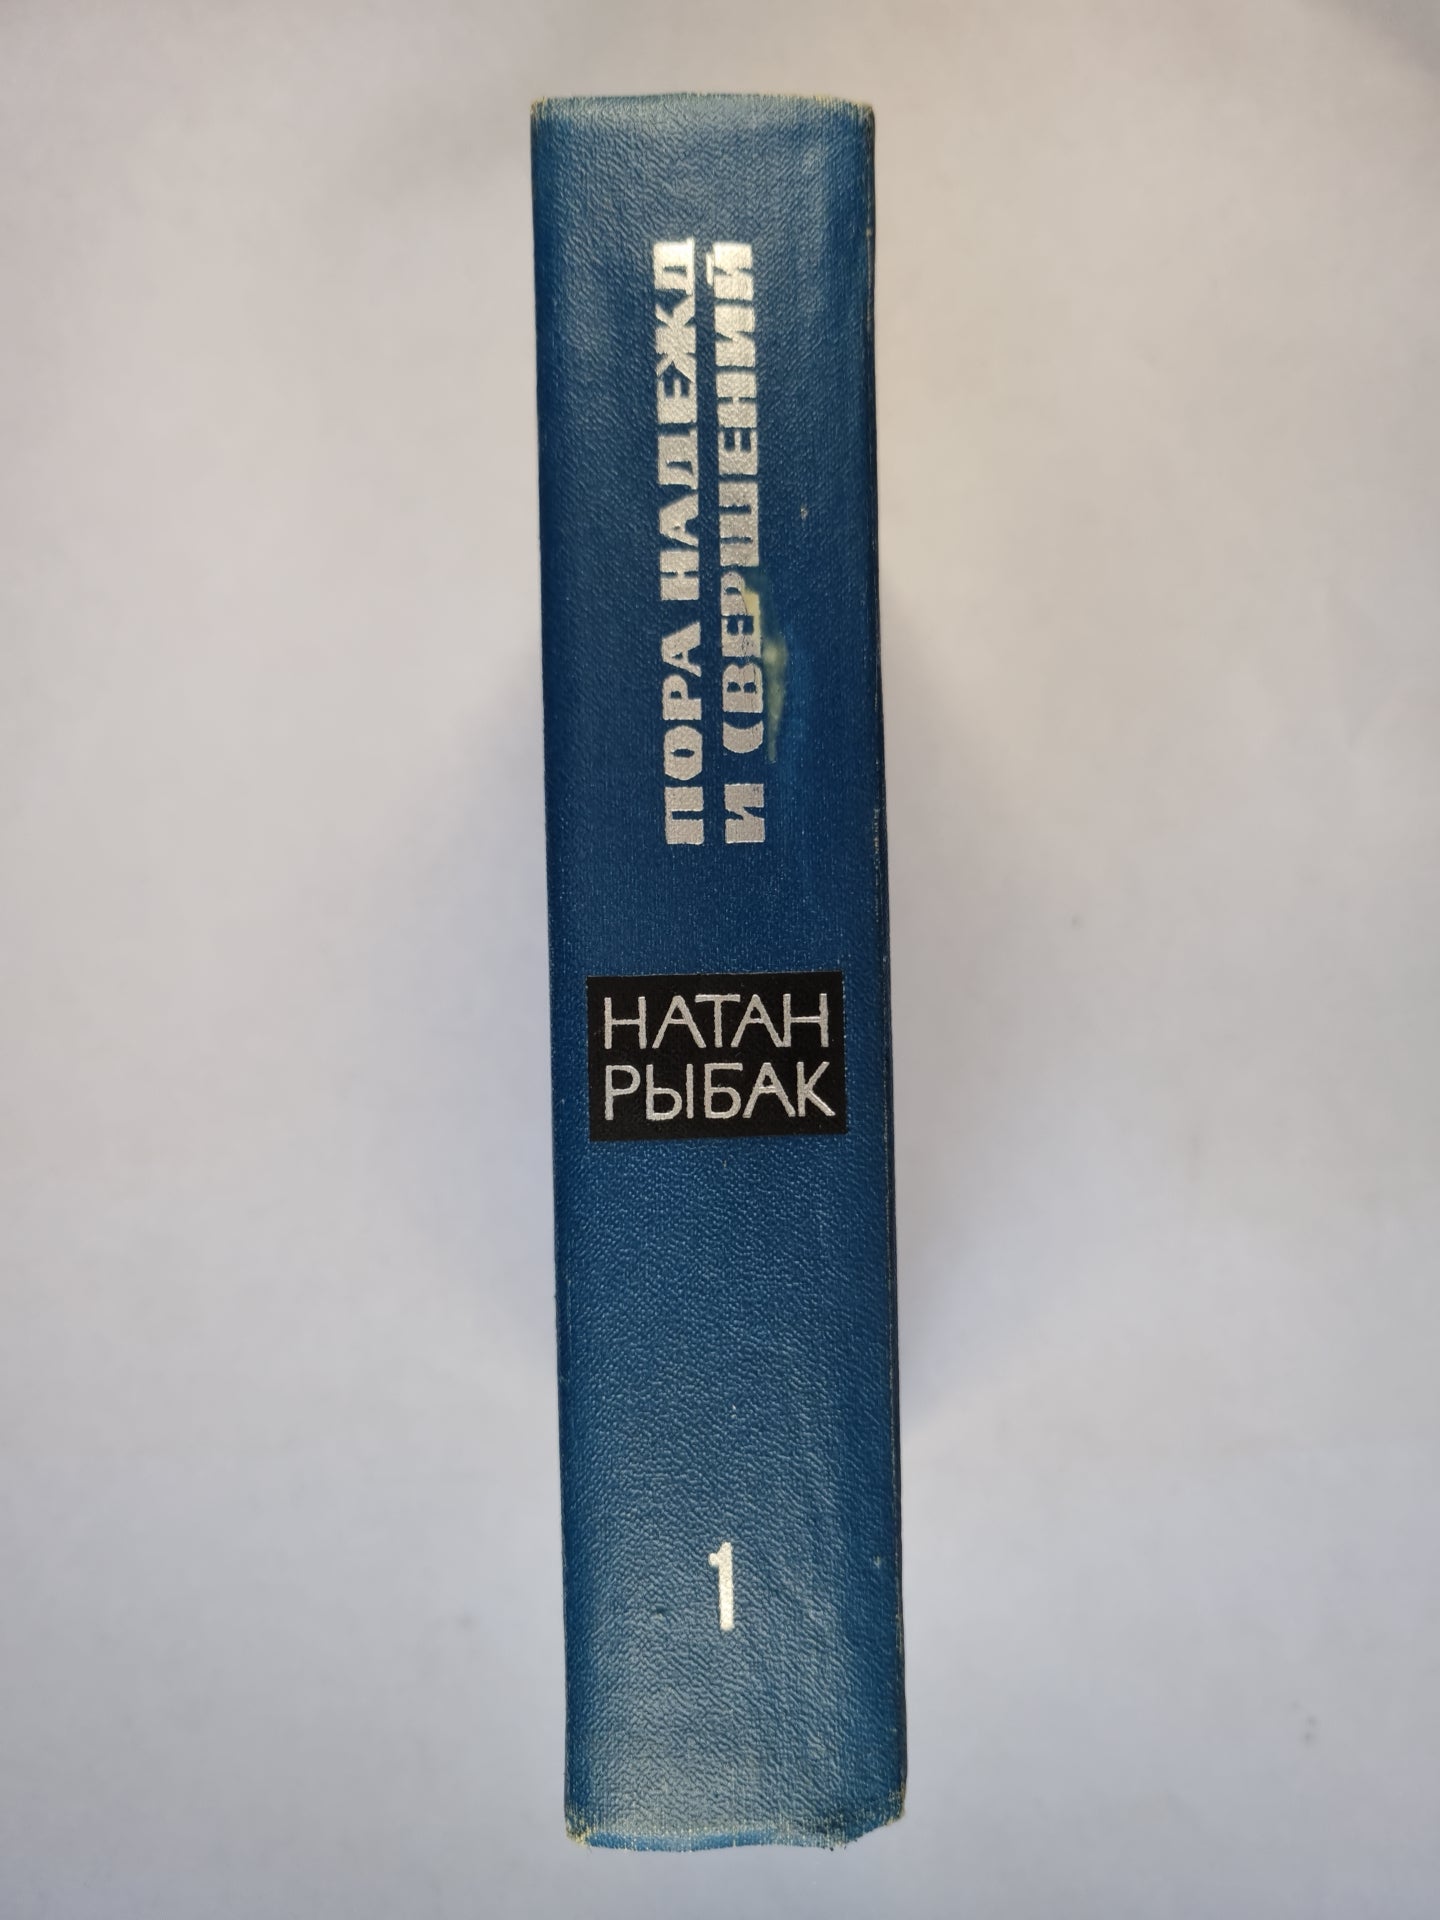 ПОРА НАДЕЖД
И СВЕРШЕНИЙ
НАТАН
РЫБАК
1